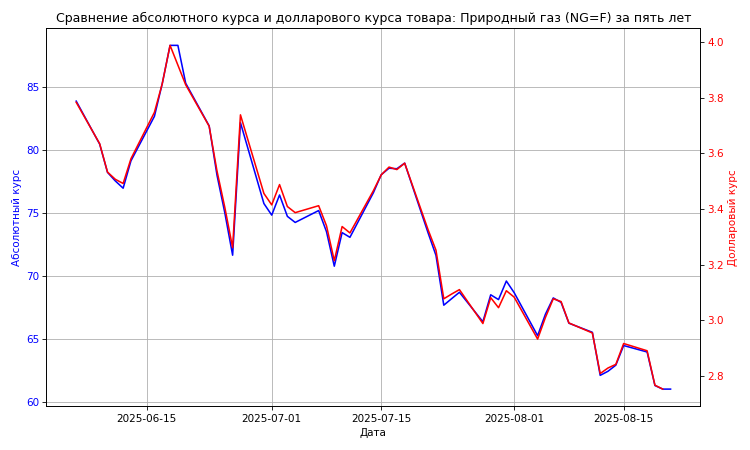 Сравнение абсолютного курса и долларового курса товара: Природный газ (NG=F) за пять лет
Абсолютный курс
85
80
75
70
65
60
4.0
3.8
3.6
3.4
3.2
3.0
2.8
Долларовый курс
2025-06-15 2025-07-01 2025-07-15 2025-08-01 2025-08-15
Дата